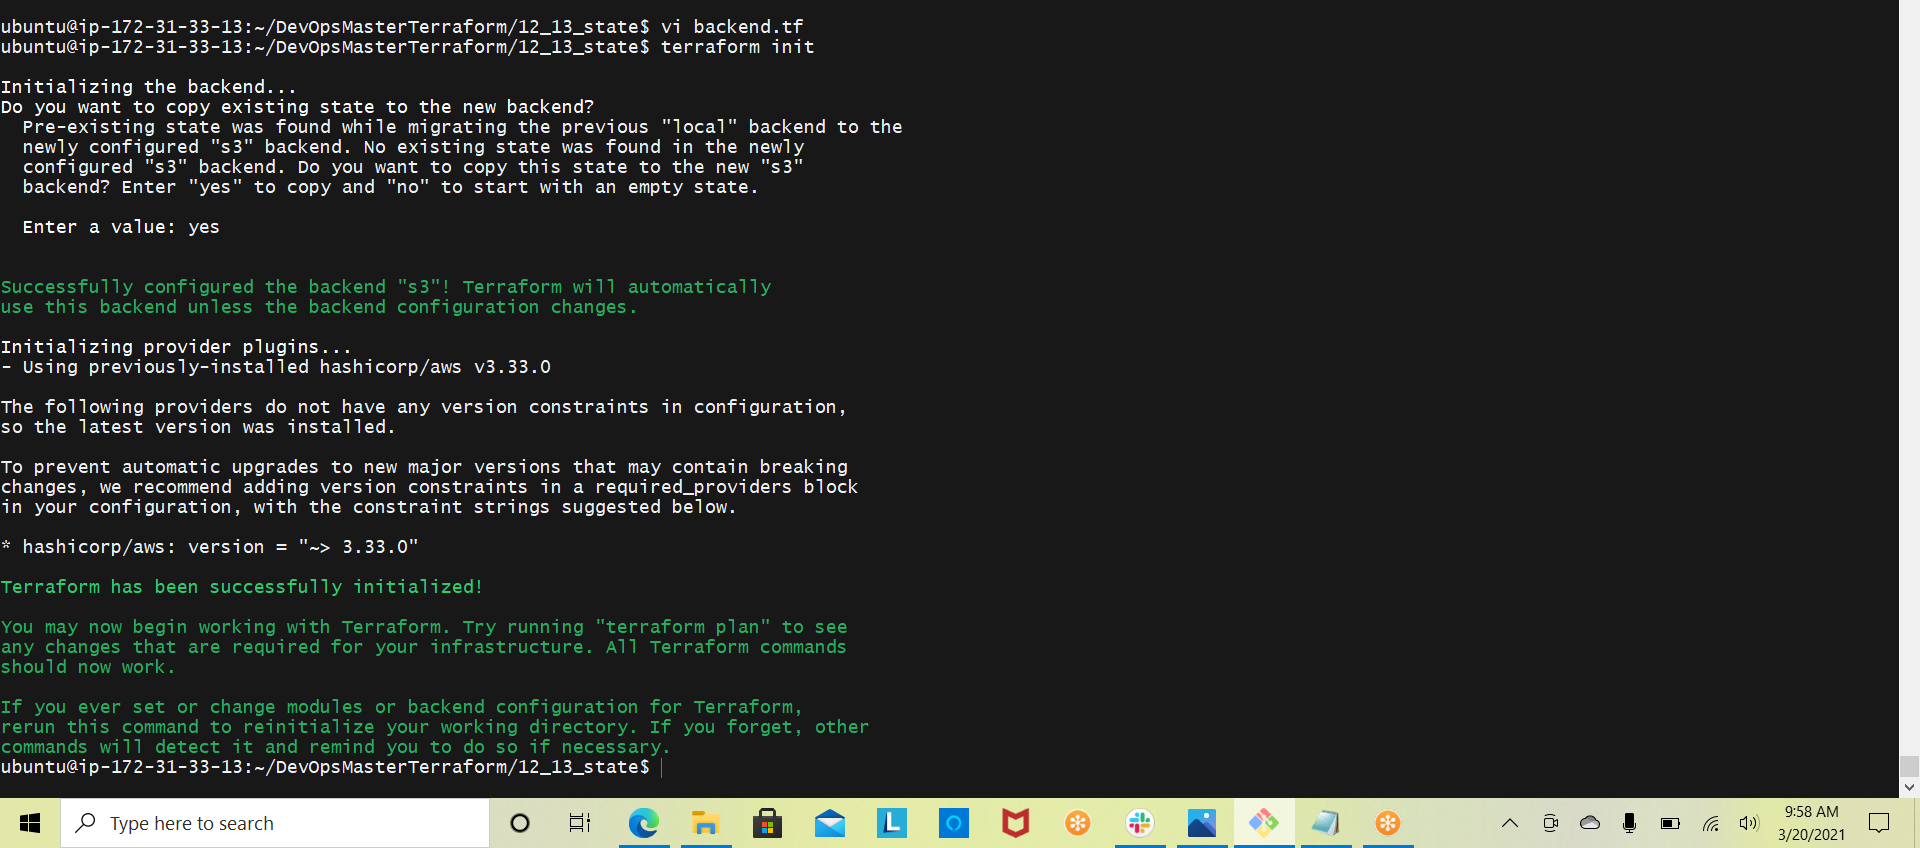 ubuntu@ip-172-31-33-13:~/DevOpsMasterTerraform/12_13_state$ vi backend.tf
ubuntu@ip-172-31-33-13:~/DevOpsMasterTerraform/12_13_state$ terraform init
Initializing the backend...
Do you want to copy existing state to the new backend?
  Pre-existing state was found while migrating the previous "local" backend to the
  newly configured "s3" backend. No existing state was found in the newly
  configured "s3" backend. Do you want to copy this state to the new "s3"
  backend? Enter "yes" to copy and "no" to start with an empty state.
  Enter a value: yes
Successfully configured the backend "s3"! Terraform will automatically
use this backend unless the backend configuration changes.
Initializing provider plugins...
- Using previously-installed hashicorp/aws v3.33.0
The following providers do not have any version constraints in configuration,
so the latest version was installed.
To prevent automatic upgrades to new major versions that may contain breaking
changes, we recommend adding version constraints in a required_providers block
in your configuration, with the constraint strings suggested below.
* hashicorp/aws: version = "~> 3.33.0"
Terraform has been successfully initialized!
You may now begin working with Terraform. Try running "terraform plan" to see
any changes that are required for your infrastructure. All Terraform commands
should now work.
If you ever set or change modules or backend configuration for Terraform,
rerun this command to reinitialize your working directory. If you forget, other
commands will detect it and remind you to do so if necessary.
ubuntu@ip-172-31-33-13:~/DevOpsMasterTerraform/12_13_state$
Type here to search
L
9:58 AM
3/20/2021